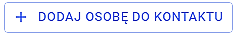 + DODAJ OSOBĘ DO KONTAKTU